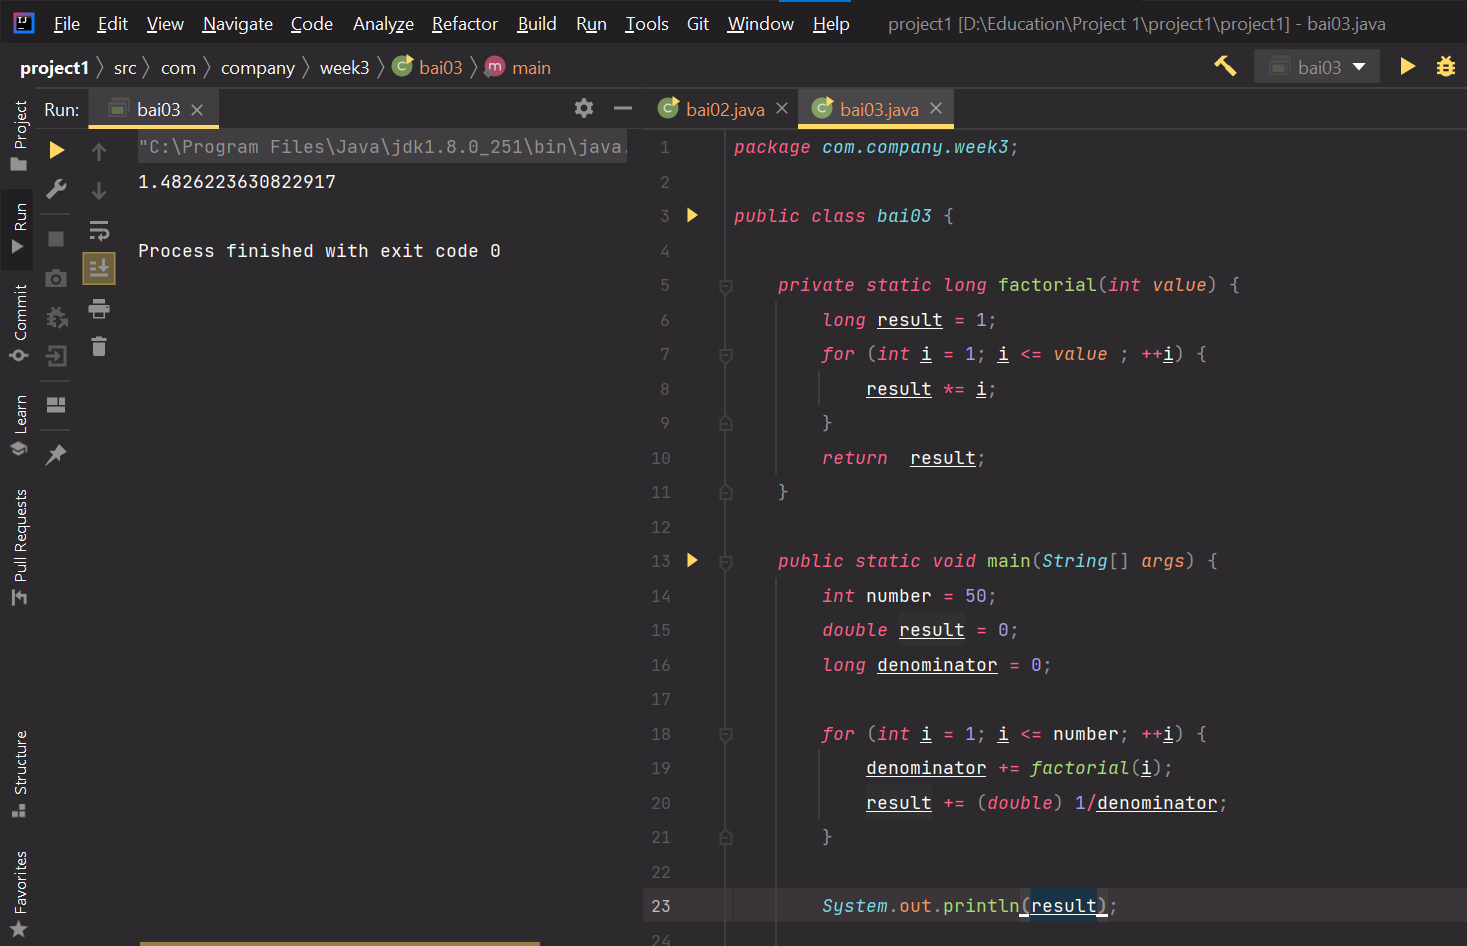 File Edit View Navigate Code Analyze Refactor Build Run Tools Git Window Help project1 [D:\Education\Project 1\project1\project1] - bai03.java
project1 src com company week3 bai03 main
bai03
Project
Run
Commit
Learn
Pull Requests
Structure
Favorites
Run: bai03
"C:\Program Files\Java\jdk1.8.0_251\bin\java.
1.4826223630822917
Process finished with exit code 0
bai02.java bai03.java
1 package com.company.week3;
2
3 public class bai03 {
4
5 private static long factorial(int value) {
6 long result = 1;
7 for (int i = 1; i <= value ; ++i) {
8 result *= i;
9 }
10 return  result;
11 }
12
13 public static void main(String[] args) {
14 int number = 50;
15 double result = 0;
16 long denominator = 0;
17
18 for (int i = 1; i <= number; ++i) {
19 denominator += factorial(i);
20 result += (double) 1/denominator;
21 }
22
23 System.out.println(result);
24